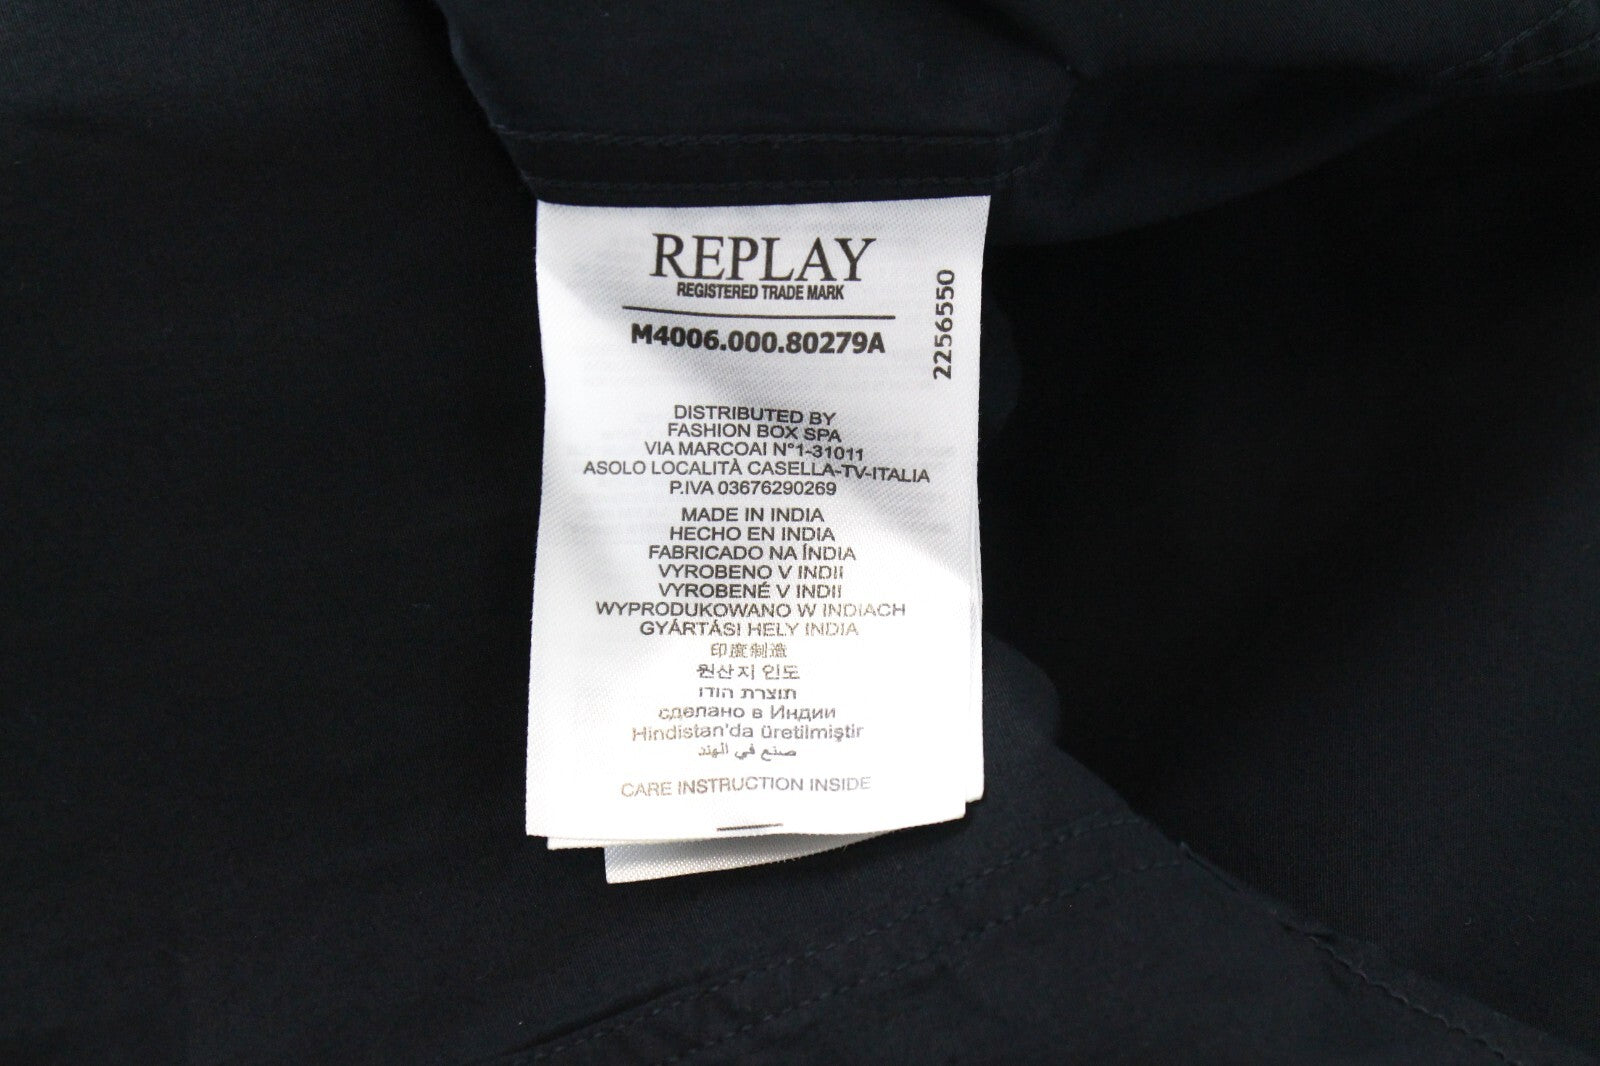 REPLAY
REGISTERED TRADE MARK
M4006.000.80279A
2256550
DISTRIBUTED BY
FASHION BOX SPA
VIA MARCOAI N°1-31011
ASOLO LOCALITÀ CASELLA-TV-ITALIA
P.IVA 03676290269
MADE IN INDIA
HECHO EN INDIA
FABRICADO NA ÍNDIA
VYROBENO V INDII
VYROBENÉ V INDII
WYPRODUKOWANO W INDIACH
GYÁRTÁSI HELY INDIA
印度制造
원산지 인도
תוצרת הודו
сделано в Индии
Hindistan'da üretilmiştir
صنع في الهند
CARE INSTRUCTION INSIDE